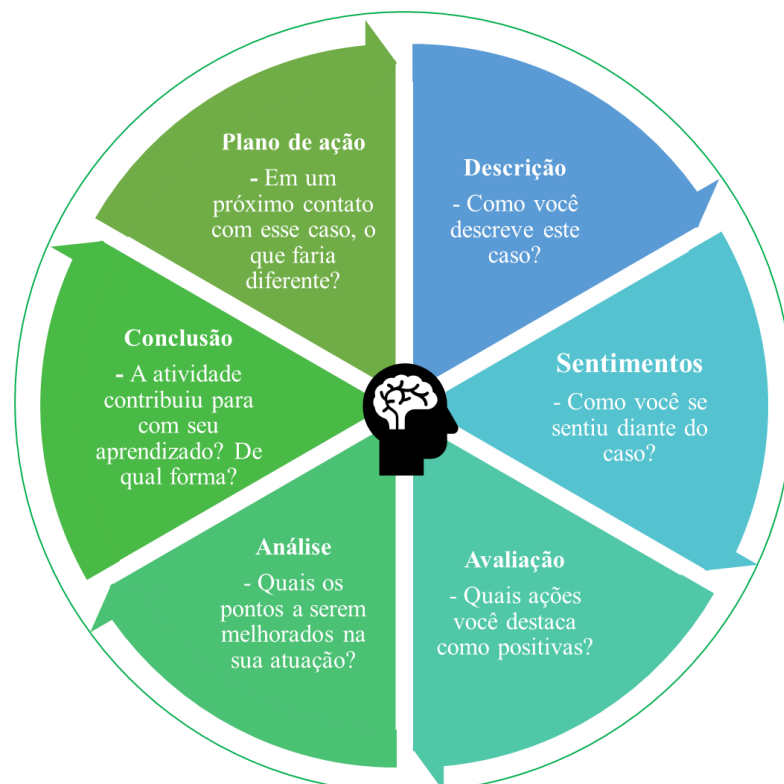 Descrição
- Como você
descreve este
caso?
Sentimentos
- Como você se
sentiu diante do
caso?
Avaliação
- Quais ações
você destaca
como positivas?
Análise
- Quais os
pontos a serem
melhorados na
sua atuação?
Conclusão
- A atividade
contribuiu para
com seu
aprendizado? De
qual forma?
Plano de ação
- Em um
próximo contato
com esse caso, o
que faria
diferente?